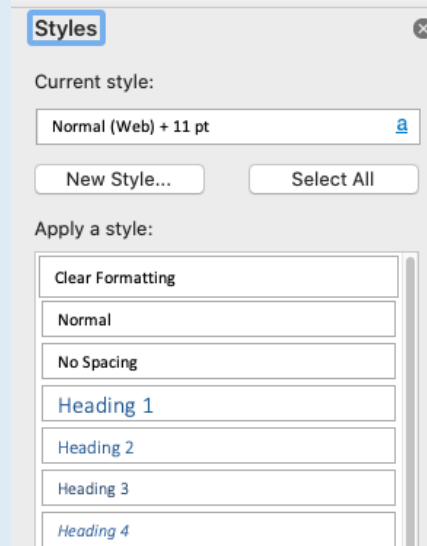 Styles
Current style:
Normal (Web) + 11 pt a
New Style... Select All
Apply a style:
Clear Formatting
Normal
No Spacing
Heading 1
Heading 2
Heading 3
Heading 4